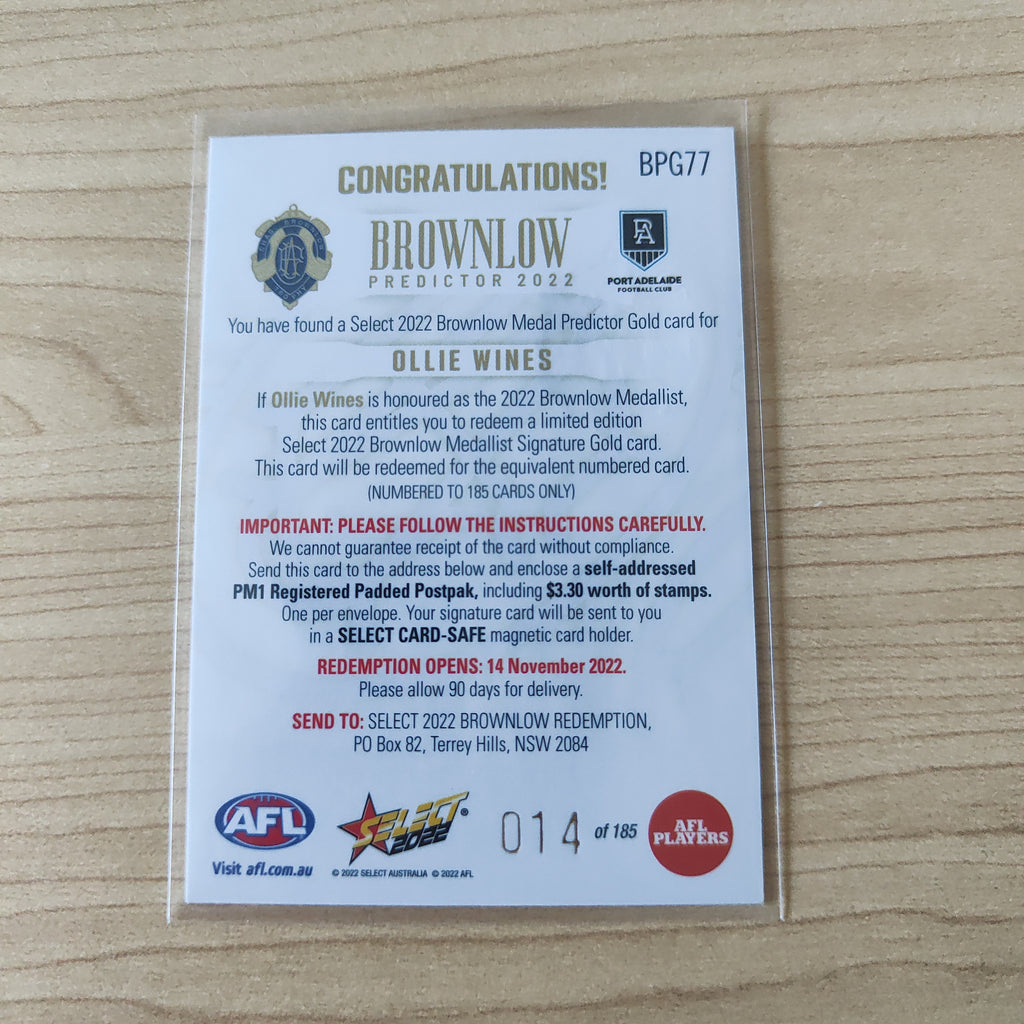 CONGRATULATIONS!
BPG77
BROWNLOW
PREDICTOR 2022
PORT ADELAIDE
FOOTBALL CLUB
You have found a Select 2022 Brownlow Medal Predictor Gold card for
OLLIE WINES
If Ollie Wines is honoured as the 2022 Brownlow Medallist,
this card entitles you to redeem a limited edition
Select 2022 Brownlow Medallist Signature Gold card.
This card will be redeemed for the equivalent numbered card.
(NUMBERED TO 185 CARDS ONLY)
IMPORTANT: PLEASE FOLLOW THE INSTRUCTIONS CAREFULLY.
We cannot guarantee receipt of the card without compliance.
Send this card to the address below and enclose a self-addressed
PM1 Registered Padded Postpak, including $3.30 worth of stamps.
One per envelope. Your signature card will be sent to you
in a SELECT CARD-SAFE magnetic card holder.
REDEMPTION OPENS: 14 November 2022.
Please allow 90 days for delivery.
SEND TO: SELECT 2022 BROWNLOW REDEMPTION,
PO Box 82, Terrey Hills, NSW 2084
AFL
Visit afl.com.au
SELECT®
2022
© 2022 SELECT AUSTRALIA © 2022 AFL
014 of 185
AFL
PLAYERS